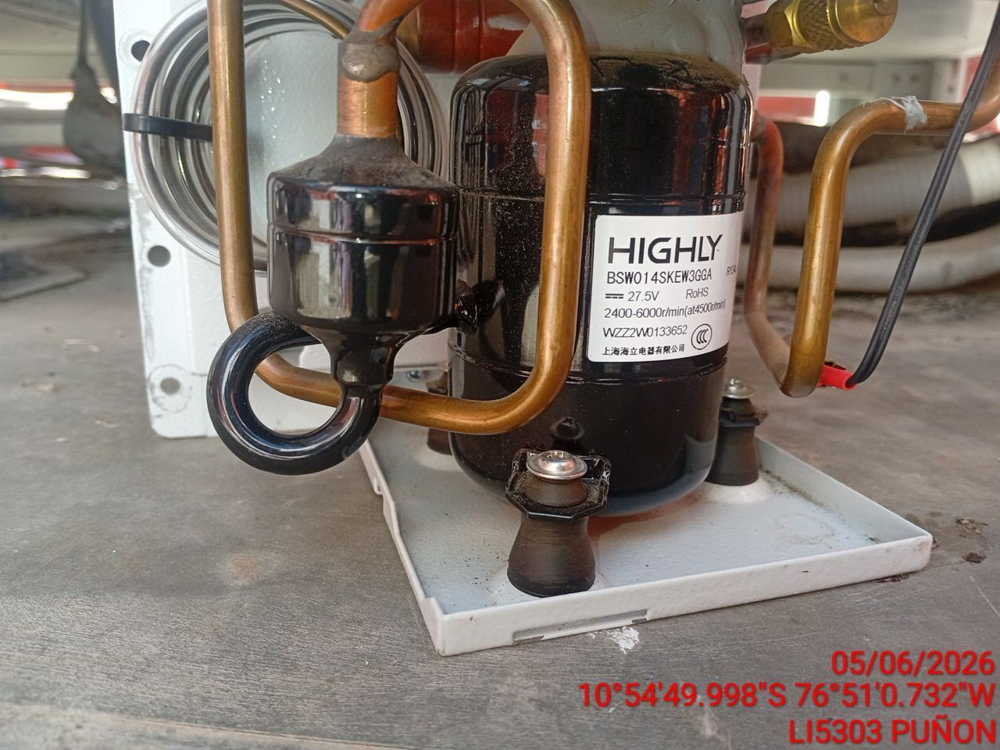 HIGHLY
BSW014SKEW3GGA R134
27.5V RoHS
2400-6000r/min(at4500r/min)
WZZ2W0133652
上海海立电器有限公司
05/06/2026
10°54'49.998"S 76°51'0.732"W
LI5303 PUÑON